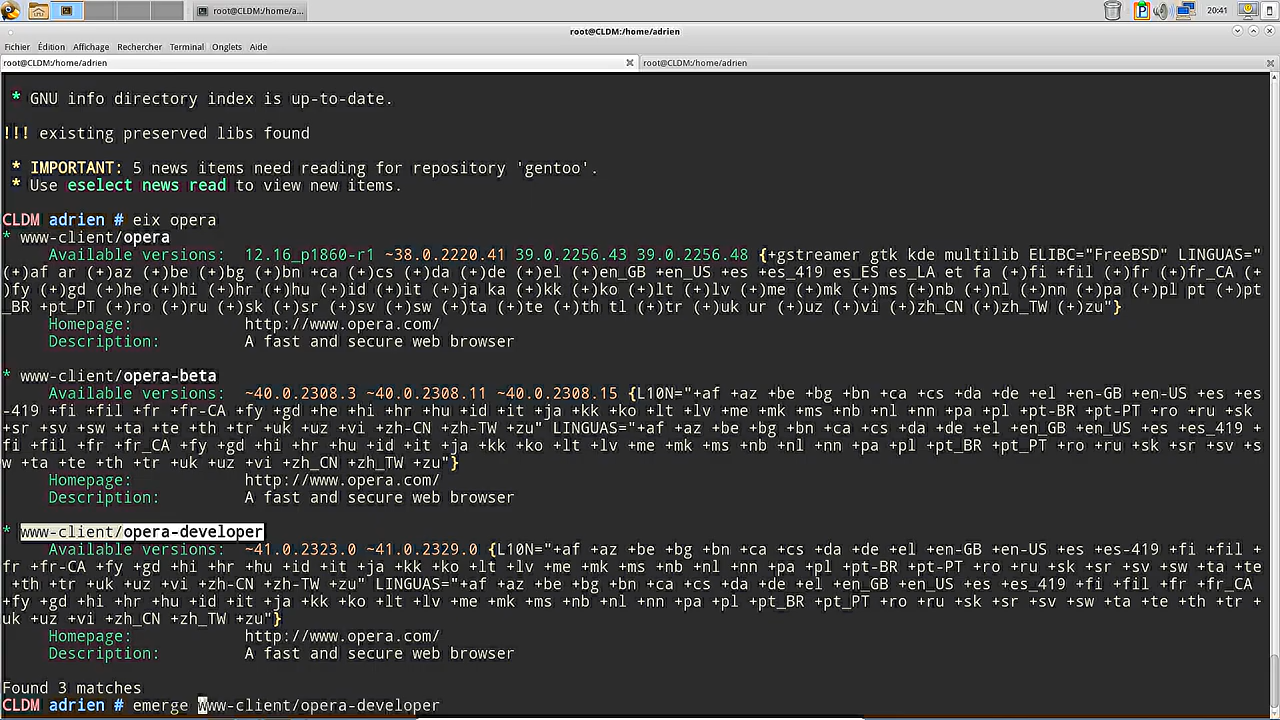 root@CLDM:/home/a...
20:41
root@CLDM:/home/adrien
Fichier Édition Affichage Rechercher Terminal Onglets Aide
root@CLDM:/home/adrien root@CLDM:/home/adrien
* GNU info directory index is up-to-date.
!!! existing preserved libs found
* IMPORTANT: 5 news items need reading for repository 'gentoo'.
* Use eselect news read to view new items.
CLDM adrien # eix opera
* www-client/opera
Available versions: 12.16_p1860-r1 ~38.0.2220.41 39.0.2256.43 39.0.2256.48 {+gstreamer gtk kde multilib ELIBC="FreeBSD" LINGUAS="
(+)af ar (+)az (+)be (+)bg (+)bn +ca (+)cs (+)da (+)de (+)el (+)en_GB +en_US +es +es_419 es_ES es_LA et fa (+)fi +fil (+)fr (+)fr_CA (+
)fy (+)gd (+)he (+)hi (+)hr (+)hu (+)id (+)it (+)ja ka (+)kk (+)ko (+)lt (+)lv (+)me (+)mk (+)ms (+)nb (+)nl (+)nn (+)pa (+)pl pt (+)pt
_BR +pt_PT (+)ro (+)ru (+)sk (+)sr (+)sv (+)sw (+)ta (+)te (+)th tl (+)tr (+)uk ur (+)uz (+)vi (+)zh_CN (+)zh_TW (+)zu"}
Homepage: http://www.opera.com/
Description: A fast and secure web browser
* www-client/opera-beta
Available versions: ~40.0.2308.3 ~40.0.2308.11 ~40.0.2308.15 {L10N="+af +az +be +bg +bn +ca +cs +da +de +el +en-GB +en-US +es +es
-419 +fi +fil +fr +fr-CA +fy +gd +he +hi +hr +hu +id +it +ja +kk +ko +lt +lv +me +mk +ms +nb +nl +nn +pa +pl +pt-BR +pt-PT +ro +ru +sk
+sr +sv +sw +ta +te +th +tr +uk +uz +vi +zh-CN +zh-TW +zu" LINGUAS="+af +az +be +bg +bn +ca +cs +da +de +el +en_GB +en_US +es +es_419 +
fi +fil +fr +fr_CA +fy +gd +he +hi +hr +hu +id +it +ja +kk +ko +lt +lv +me +mk +ms +nb +nl +nn +pa +pl +pt_BR +pt_PT +ro +ru +sk +sr +sv +s
w +ta +te +th +tr +uk +uz +vi +zh_CN +zh_TW +zu"}
Homepage: http://www.opera.com/
Description: A fast and secure web browser
* www-client/opera-developer
Available versions: ~41.0.2323.0 ~41.0.2329.0 {L10N="+af +az +be +bg +bn +ca +cs +da +de +el +en-GB +en-US +es +es-419 +fi +fil +
fr +fr-CA +fy +gd +he +hi +hr +hu +id +it +ja +kk +ko +lt +lv +me +mk +ms +nb +nl +nn +pa +pl +pt-BR +pt-PT +ro +ru +sk +sr +sv +sw +ta +te
+th +tr +uk +uz +vi +zh-CN +zh-TW +zu" LINGUAS="+af +az +be +bg +bn +ca +cs +da +de +el +en_GB +en_US +es +es_419 +fi +fil +fr +fr_CA
+fy +gd +he +hi +hr +hu +id +it +ja +kk +ko +lt +lv +me +mk +ms +nb +nl +nn +pa +pl +pt_BR +pt_PT +ro +ru +sk +sr +sv +sw +ta +te +th +tr +
uk +uz +vi +zh_CN +zh_TW +zu"}
Homepage: http://www.opera.com/
Description: A fast and secure web browser
Found 3 matches
CLDM adrien # emerge www-client/opera-developer